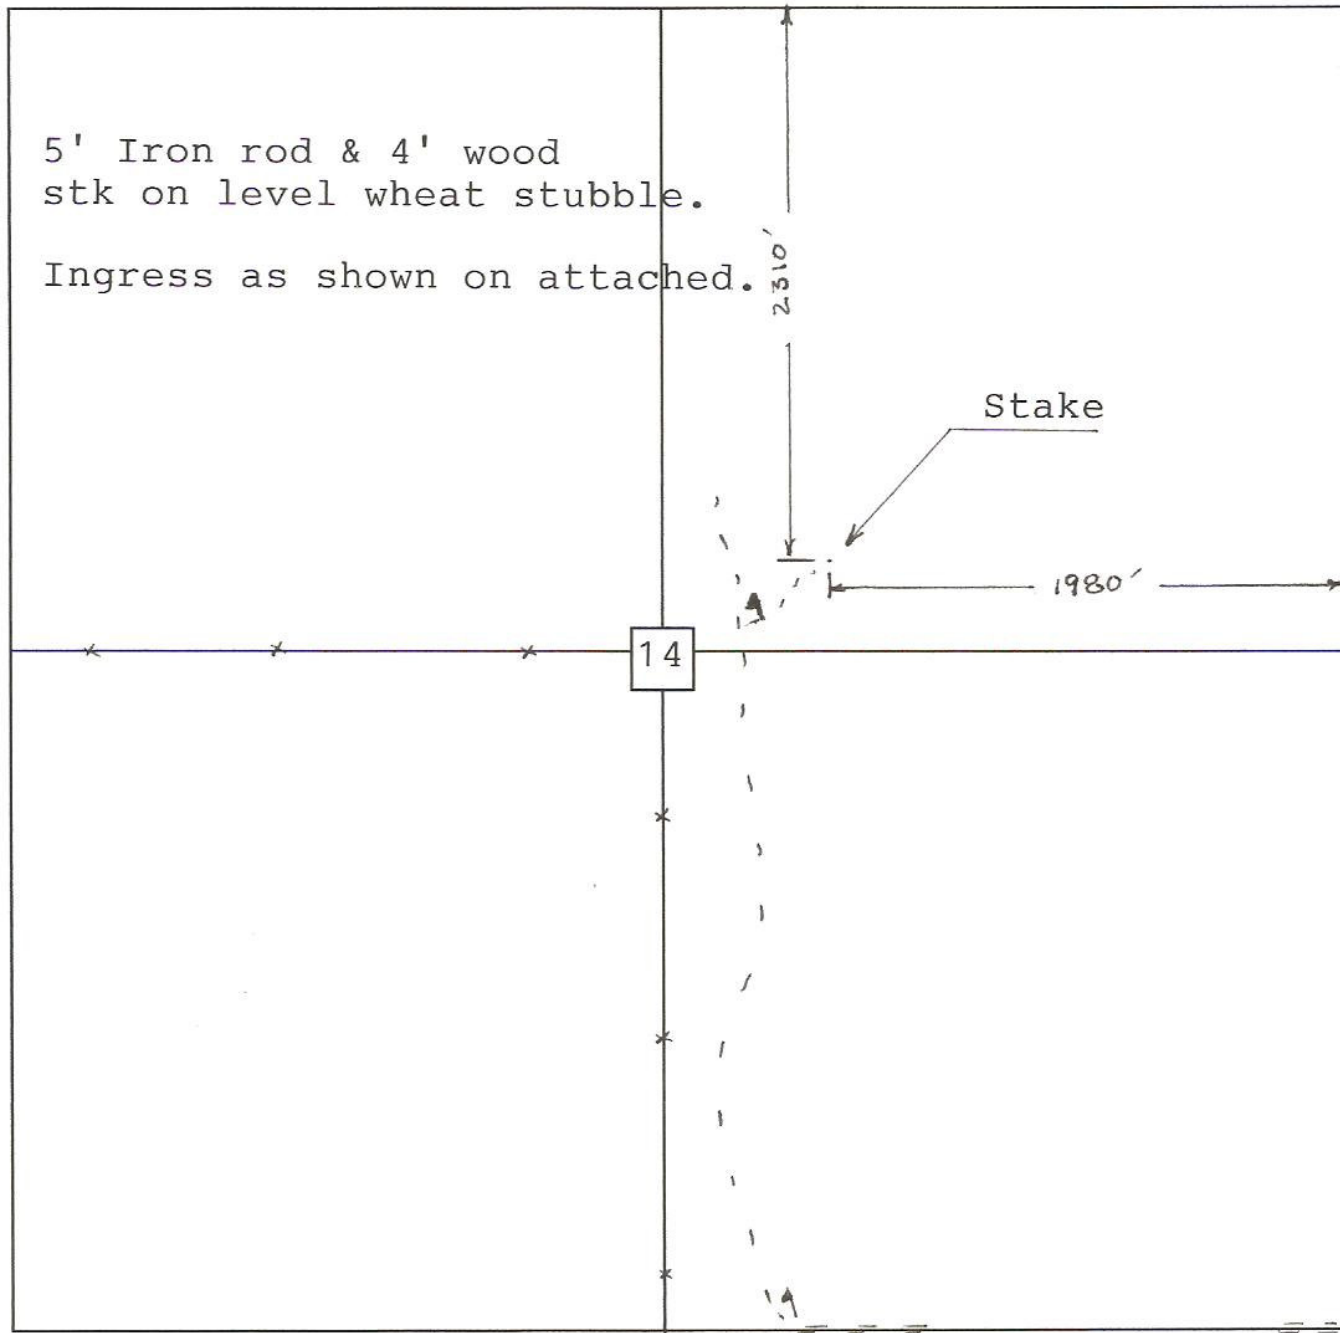 5' Iron rod & 4' wood
stk on level wheat stubble.
Ingress as shown on attached.
2310'
Stake
1980'
14